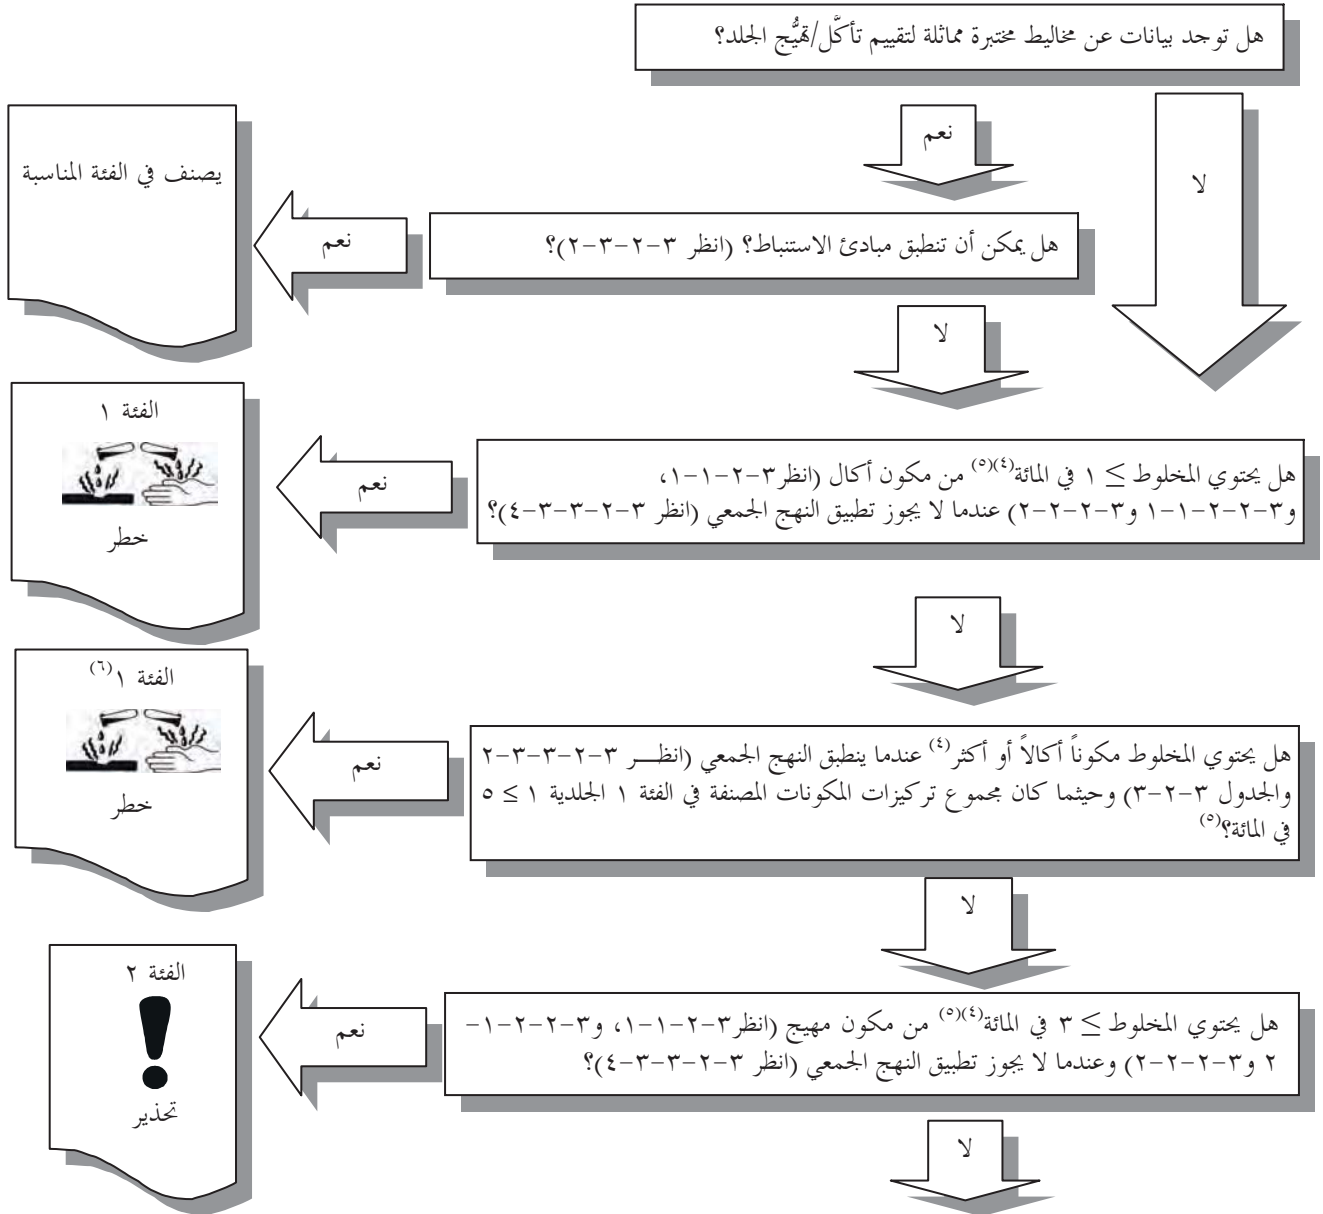 هل توجد بيانات عن مخاليط مختبرة مماثلة لتقييم تأكّل/تهيُّج الجلد؟
نعم
لا
يصنف في الفئة المناسبة
نعم
هل يمكن أن تنطبق مبادئ الاستنباط؟ (انظر ٣-٢-٣-٢)؟
لا
الفئة ١
خطر
نعم
هل يحتوي المخلوط ≥ ١ في المائة(٤)(٥) من مكون أكال (انظر٣-٢-١-١،
و٣-٢-٢-١-١ و٣-٢-٢-٢) عندما لا يجوز تطبيق النهج الجمعي (انظر ٣-٢-٣-٣-٤)؟
لا
الفئة ١(٦)
خطر
نعم
هل يحتوي المخلوط مكوناً أكالاً أو أكثر(٤) عندما ينطبق النهج الجمعي (انظـــر ٣-٢-٣-٣-٢
والجدول ٣-٢-٣) وحيثما كان مجموع تركيزات المكونات المصنفة في الفئة ١ الجلدية ١ ≥ ٥
في المائة؟(٥)
لا
الفئة ٢
تحذير
نعم
هل يحتوي المخلوط ≥ ٣ في المائة(٤)(٥) من مكون مهيج (انظر٣-٢-١-١، و٣-٢-٢-١-
٢ و٣-٢-٢-٢) وعندما لا يجوز تطبيق النهج الجمعي (انظر ٣-٢-٣-٣-٤)؟
لا